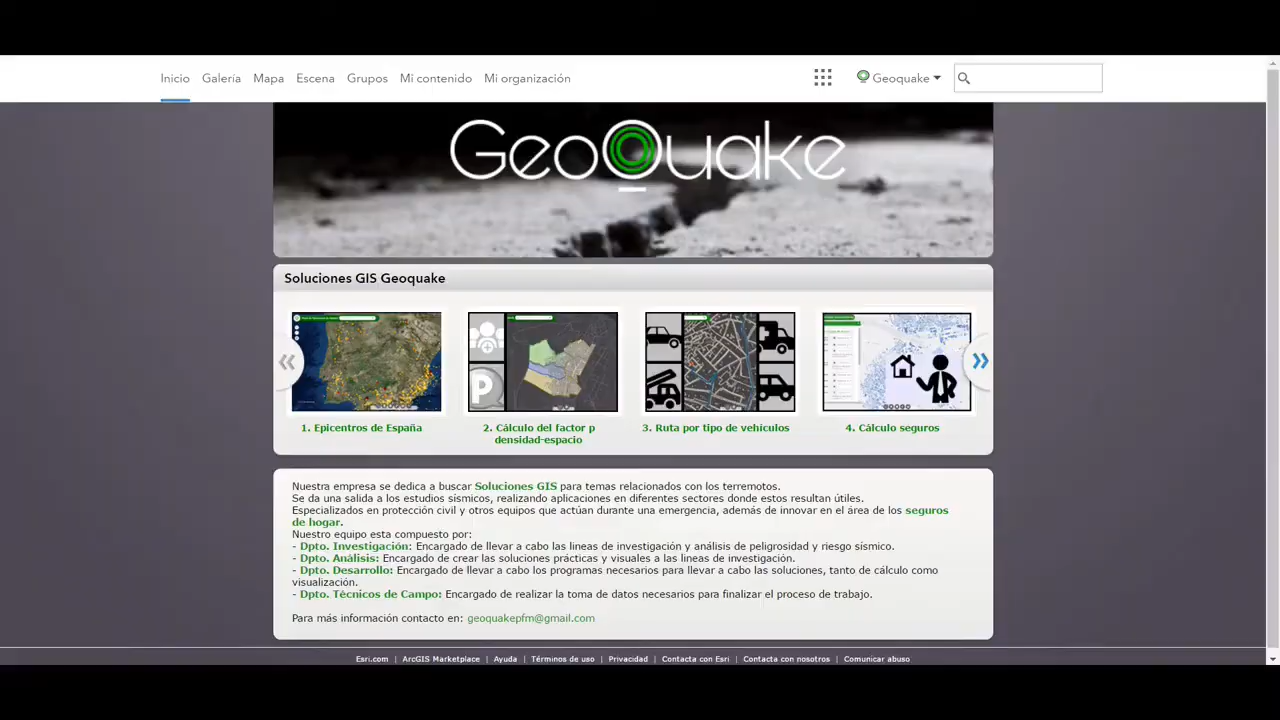 Inicio Galería Mapa Escena Grupos Mi contenido Mi organización Geoquake
GeoQuake
Soluciones GIS Geoquake
P
1. Epicentros de España
2. Cálculo del factor p
densidad-espacio
3. Ruta por tipo de vehículos
4. Cálculo seguros
Nuestra empresa se dedica a buscar Soluciones GIS para temas relacionados con los terremotos.
Se da una salida a los estudios sísmicos, realizando aplicaciones en diferentes sectores donde estos resultan útiles.
Especializados en protección civil y otros equipos que actúan durante una emergencia, además de innovar en el área de los seguros
de hogar.
Nuestro equipo esta compuesto por:
- Dpto. Investigación: Encargado de llevar a cabo las lineas de investigación y análisis de peligrosidad y riesgo sísmico.
- Dpto. Análisis: Encargado de crear las soluciones prácticas y visuales a las lineas de investigación.
- Dpto. Desarrollo: Encargado de llevar a cabo los programas necesarios para llevar a cabo las soluciones, tanto de cálculo como
visualización.
- Dpto. Tècnicos de Campo: Encargado de realizar la toma de datos necesarios para finalizar el proceso de trabajo.
Para más información contacto en: geoquakepfm@gmail.com
Esri.com | ArcGIS Marketplace | Ayuda | Términos de uso | Privacidad | Contacta con Esri | Contacta con nosotros | Comunicar abuso